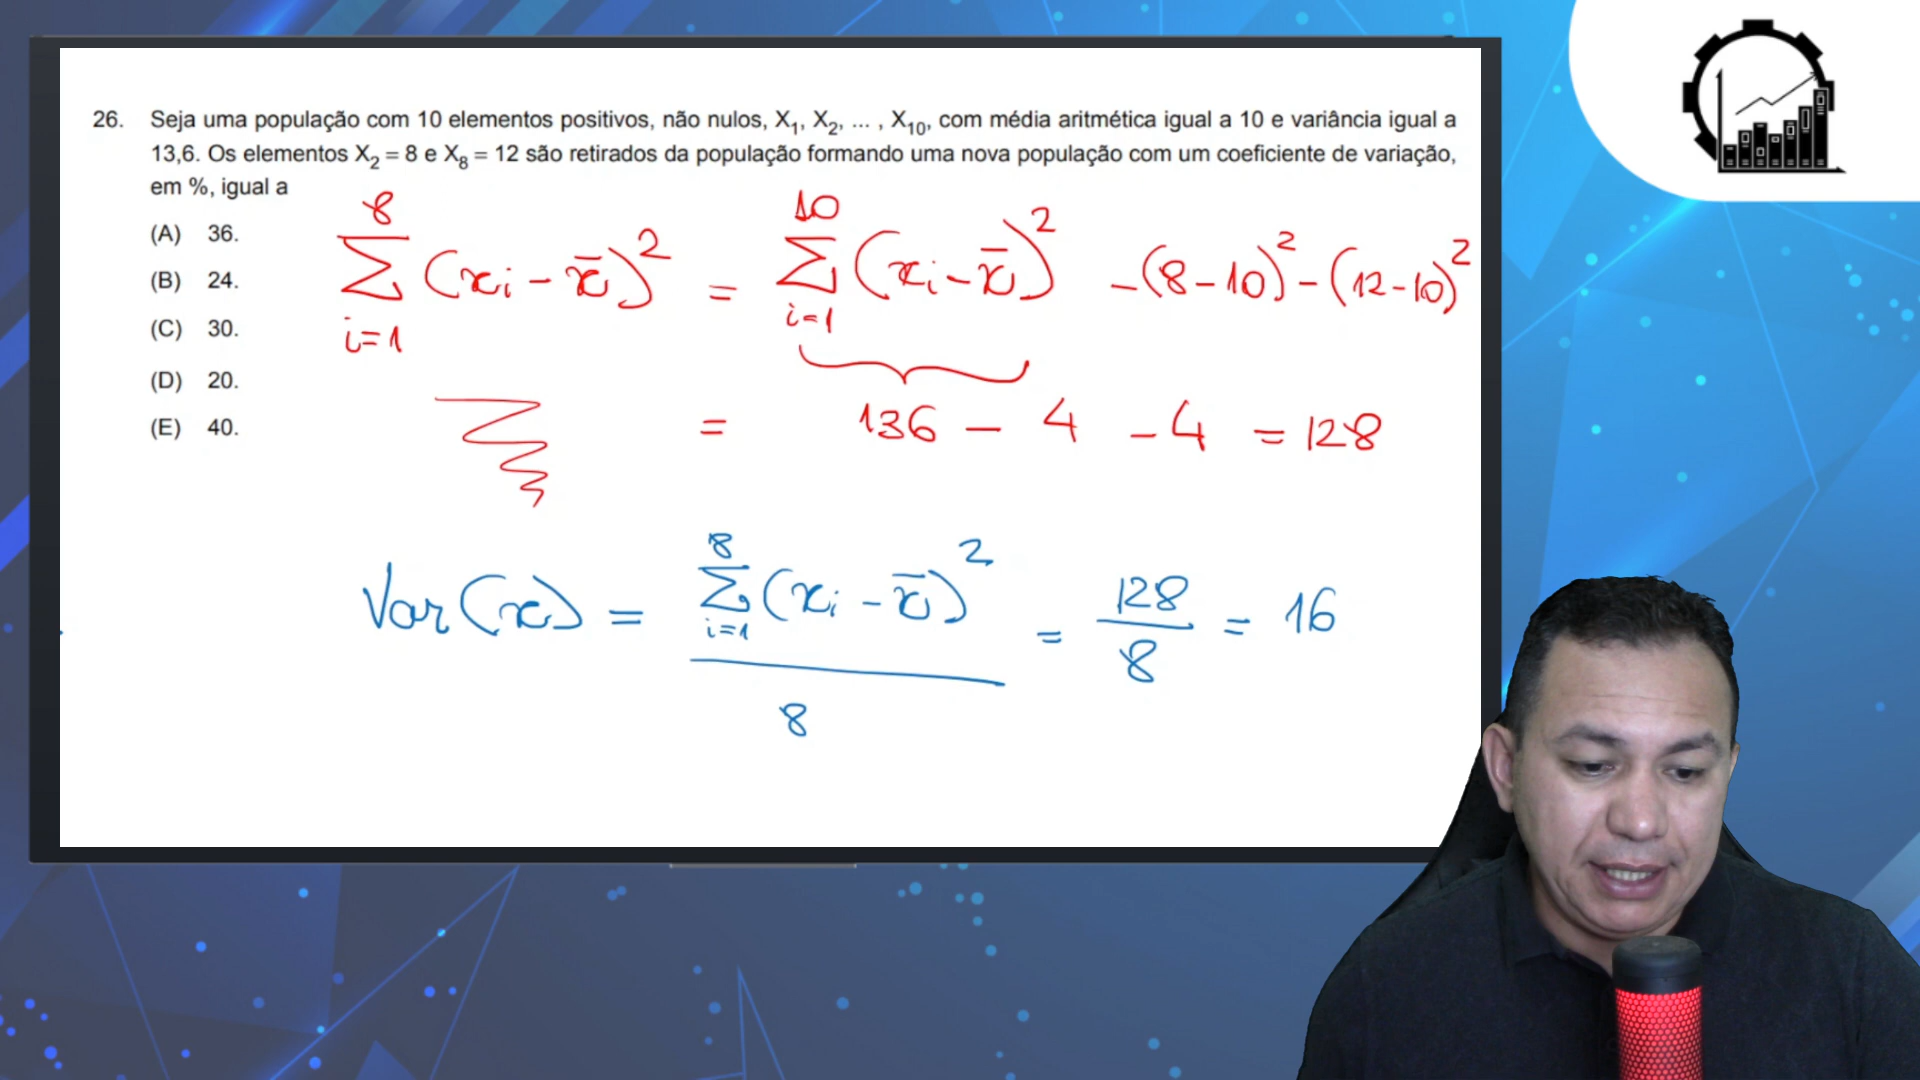 26. Seja uma população com 10 elementos positivos, não nulos, X₁, X₂, ... , X₁₀, com média aritmética igual a 10 e variância igual a
13,6. Os elementos X₂ = 8 e X₈ = 12 são retirados da população formando uma nova população com um coeficiente de variação,
em %, igual a
(A) 36.
(B) 24.
(C) 30.
(D) 20.
(E) 40.
8 ∑ i=1 (xi - x̄)² = 10 ∑ i=1 (xi - x̄)² - (8-10)² - (12-10)²
= 136 - 4 - 4 = 128
Var(x) = 8 ∑ i=1 (xi - x̄)² / 8 = 128/8 = 16